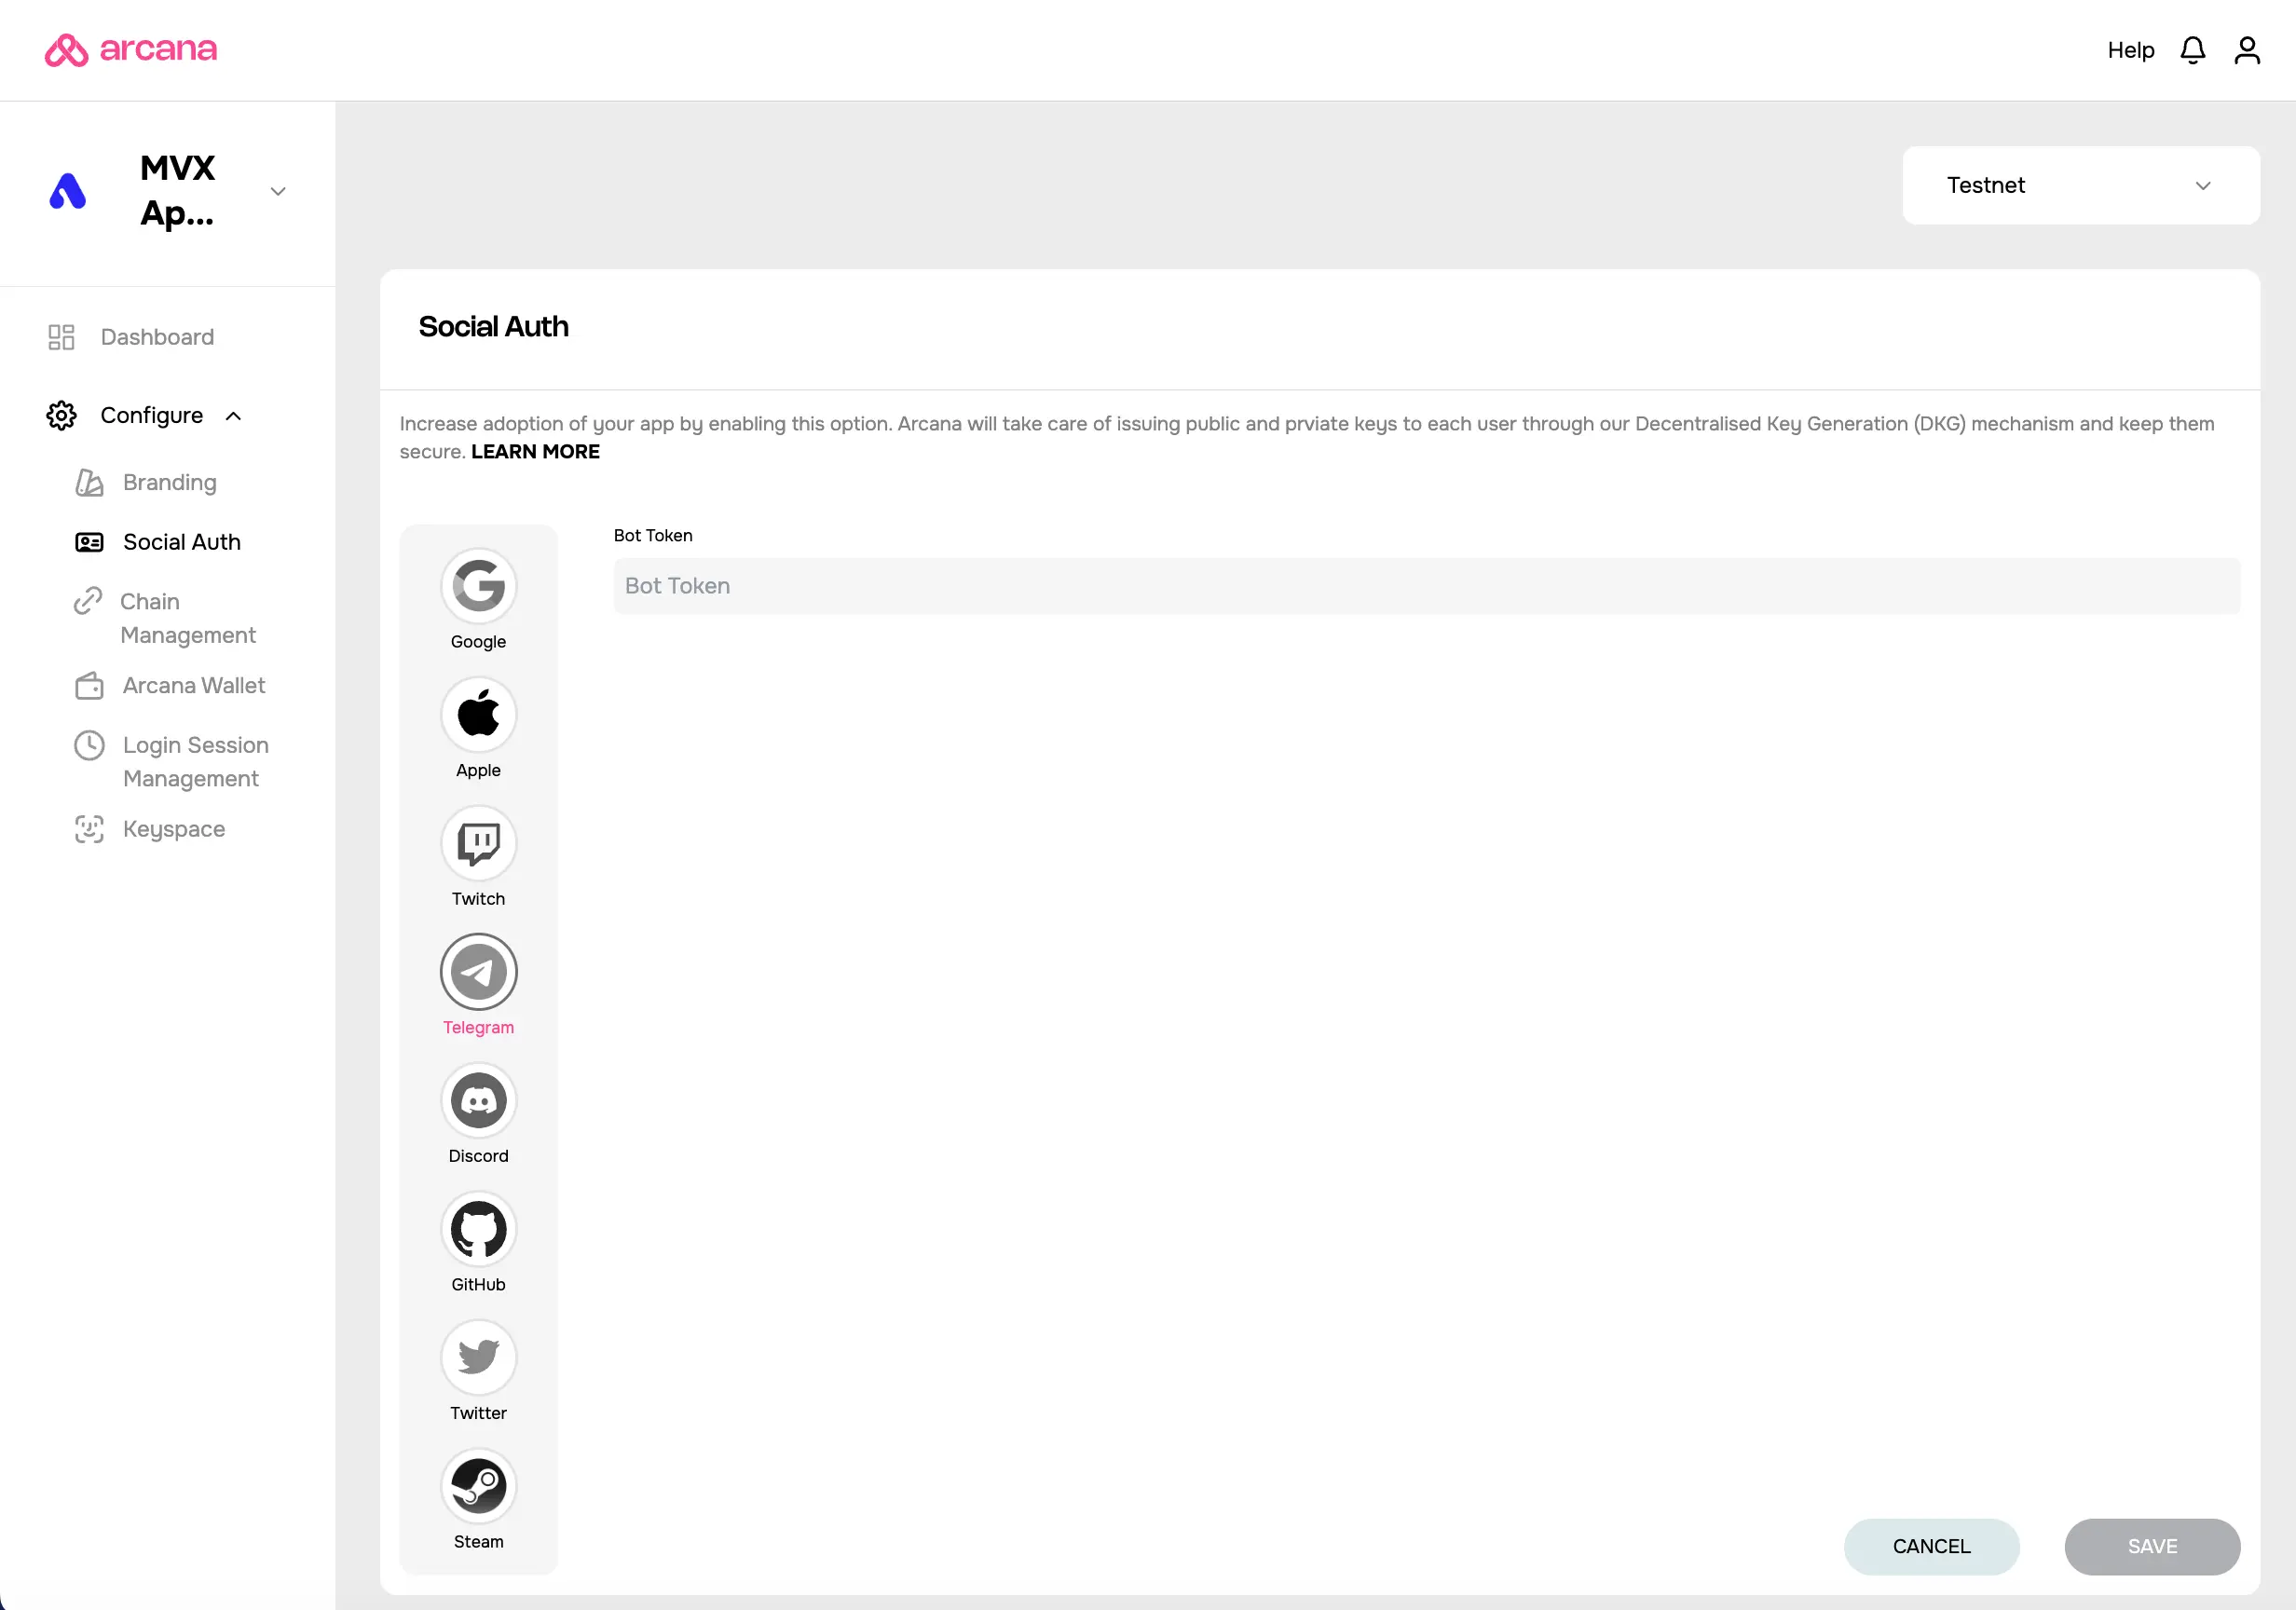 arcana
Help
MVX
Ap...
Testnet
Dashboard
Configure
Branding
Social Auth
Chain
Management
Arcana Wallet
Login Session
Management
Keyspace
Social Auth
Increase adoption of your app by enabling this option. Arcana will take care of issuing public and prviate keys to each user through our Decentralised Key Generation (DKG) mechanism and keep them
secure. LEARN MORE
Google
Apple
Twitch
Telegram
Discord
GitHub
Twitter
Steam
Bot Token
Bot Token
CANCEL
SAVE